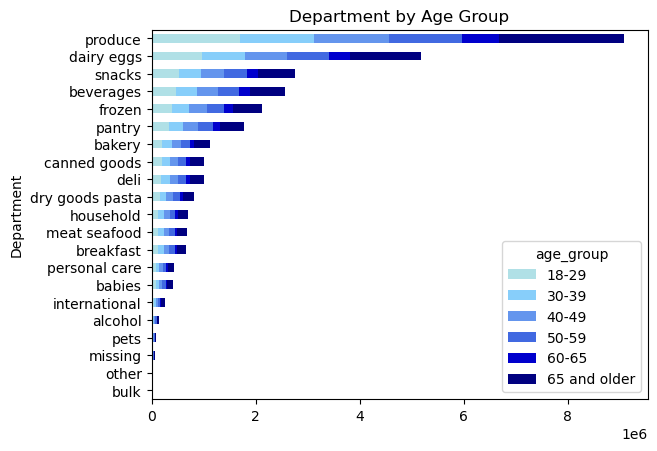 Department by Age Group
Department
produce
dairy eggs
snacks
beverages
frozen
pantry
bakery
canned goods
deli
dry goods pasta
household
meat seafood
breakfast
personal care
babies
international
alcohol
pets
missing
other
bulk
age_group
18-29
30-39
40-49
50-59
60-65
65 and older
0 2 4 6 8
1e6